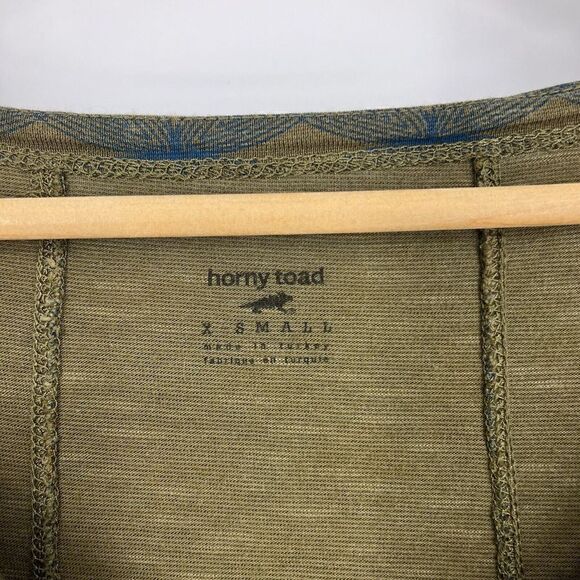 horny toad
X SMALL
made in turkey
fabriqué en turquie